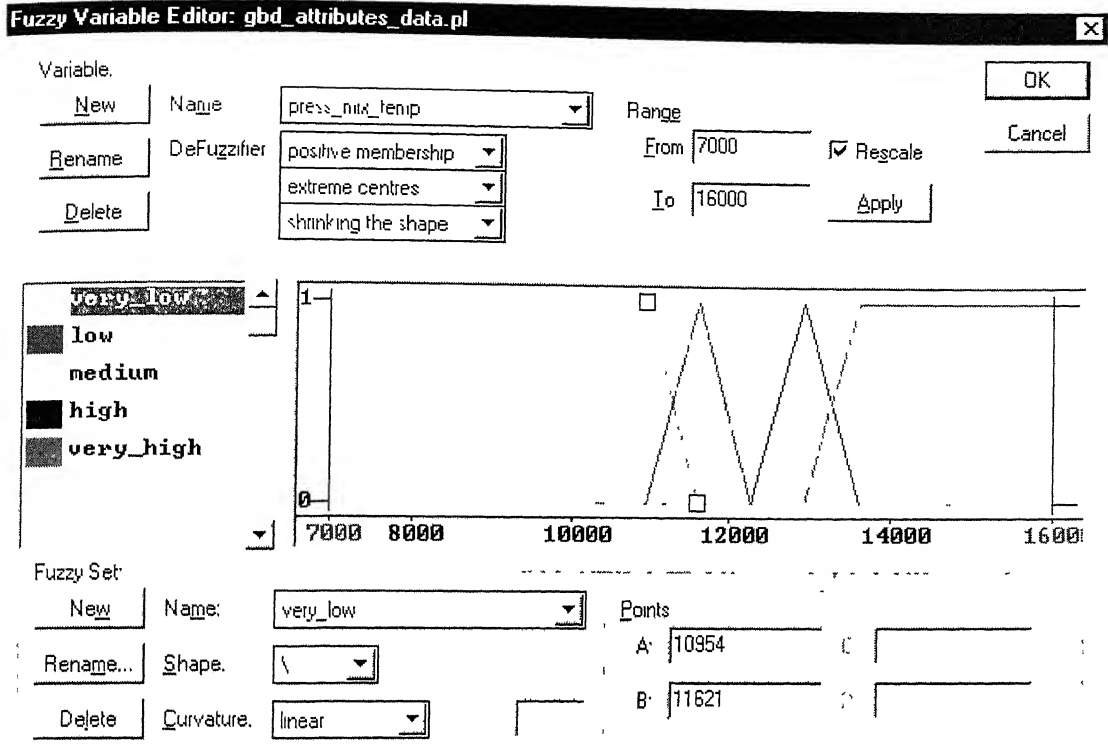 Fuzzy Variable Editor: gbd_attributes_data.pl
Variable.
New Name press_mix_temp
Rename DeFuzzifier positive membership
extreme centres
Delete shrinking the shape
Range
From 7000 Rescale
To 16000 Apply
OK
Cancel
very_low
low
medium
high
very_high
1
0
7000 8000 10000 12000 14000 1600
Fuzzy Set:
New Name: very_low
Rename... Shape. \
Delete Curvature. linear
Points
A: 10954 C
B: 11621